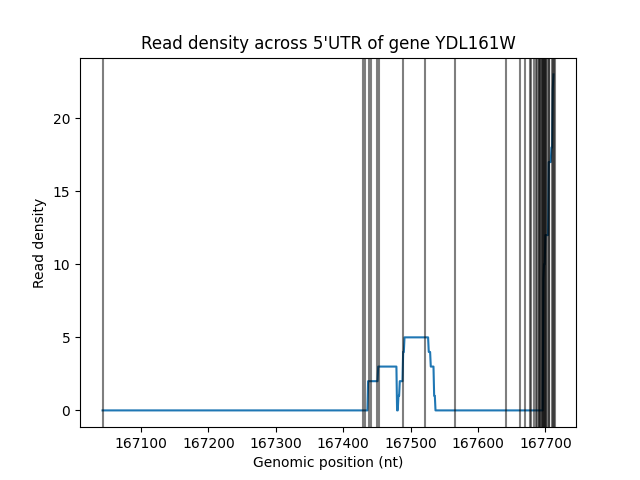 Read density across 5'UTR of gene YDL161W
Read density
20
15
10
5
0
167100 167200 167300 167400 167500 167600 167700
Genomic position (nt)